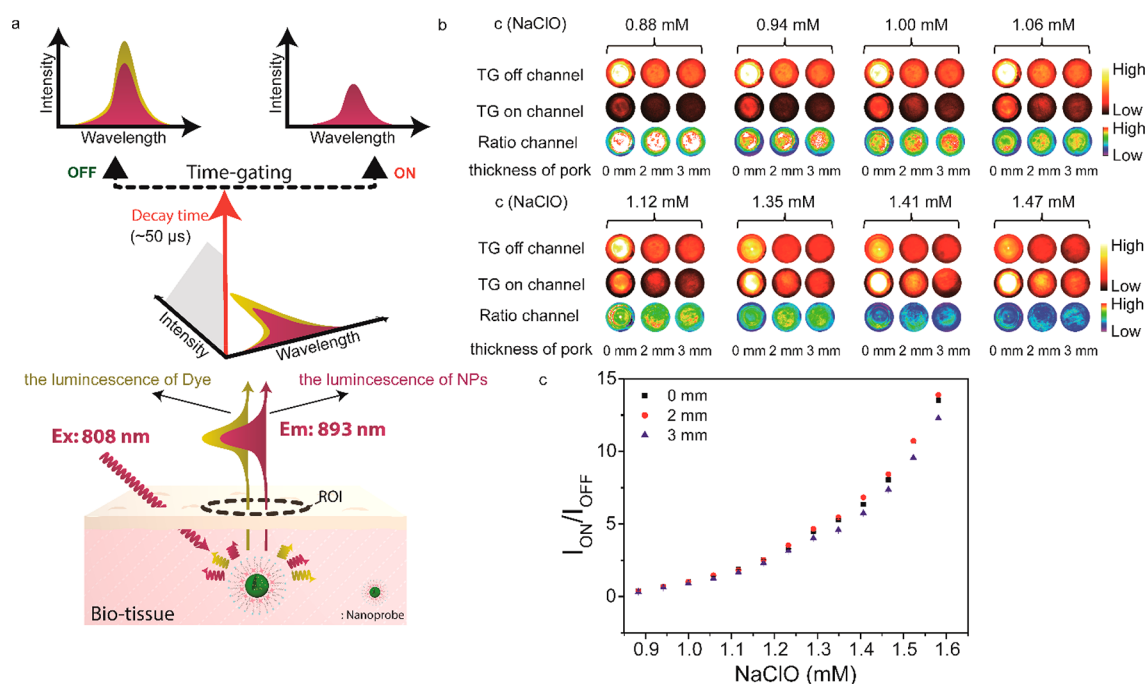 a
Intensity
Wavelength
Intensity
Wavelength
OFF
Time-gating
ON
Decay time
(~50 µs)
Intensity
Wavelength
the luminescence of Dye
the luminescence of NPs
Ex: 808 nm
Em: 893 nm
ROI
Bio-tissue
: Nanoprobe
b
c (NaClO)
0.88 mM
0.94 mM
1.00 mM
1.06 mM
TG off channel
High
TG on channel
Low
Ratio channel
High
Low
thickness of pork
0 mm 2 mm 3 mm
0 mm 2 mm 3 mm
0 mm 2 mm 3 mm
0 mm 2 mm 3 mm
c (NaClO)
1.12 mM
1.35 mM
1.41 mM
1.47 mM
TG off channel
High
TG on channel
Low
Ratio channel
High
Low
thickness of pork
0 mm 2 mm 3 mm
0 mm 2 mm 3 mm
0 mm 2 mm 3 mm
0 mm 2 mm 3 mm
c
15
10
5
0
I_ON/I_OFF
0 mm
2 mm
3 mm
0.9 1.0 1.1 1.2 1.3 1.4 1.5 1.6
NaClO (mM)